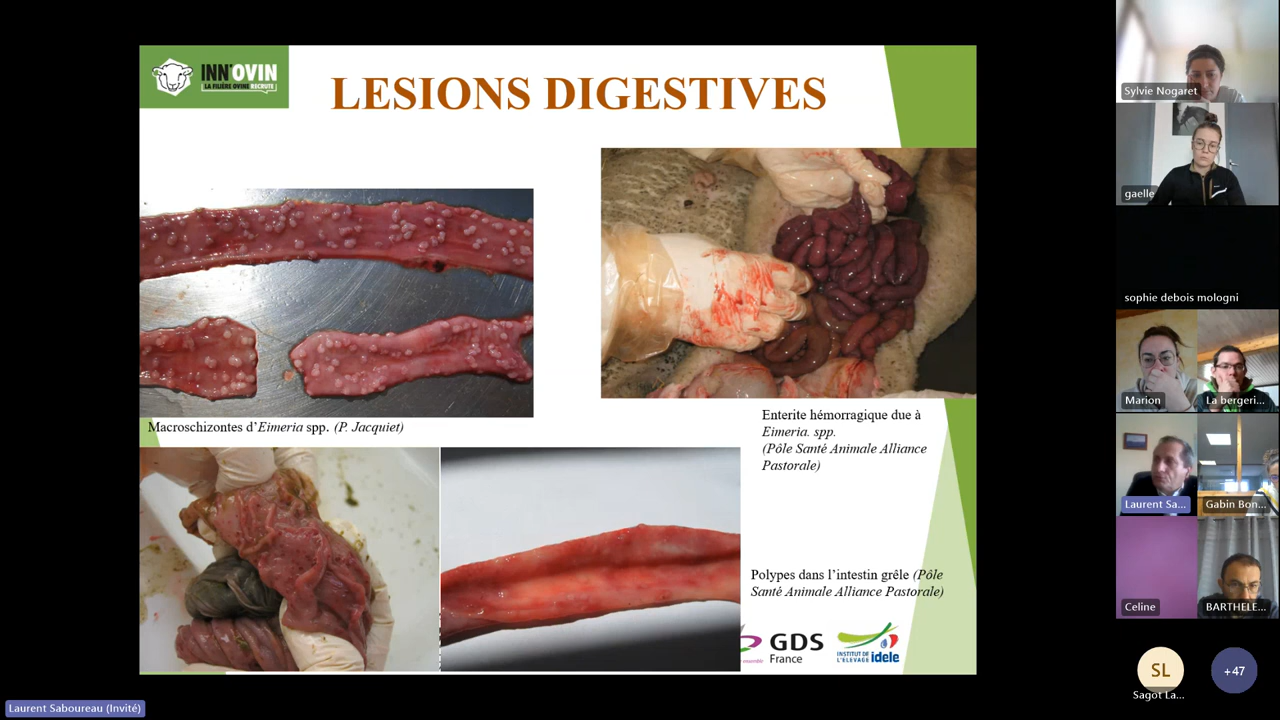 INN'OVIN
LA FILIÈRE OVINE RECRUTE
LESIONS DIGESTIVES
Macroschizontes d'Eimeria spp. (P. Jacquiet)
Enterite hémorragique due à
Eimeria. spp.
(Pôle Santé Animale Alliance
Pastorale)
Polypes dans l'intestin grêle (Pôle
Santé Animale Alliance Pastorale)
ensemble
GDS
France
INSTITUT DE
L'ELEVAGE idele
Sylvie Nogaret
gaelle
sophie debois mologni
Marion
La bergeri...
Laurent Sa...
Gabin Bon...
Celine
BARTHELE...
SL
Sagot La...
+47
Laurent Saboureau (Invité)